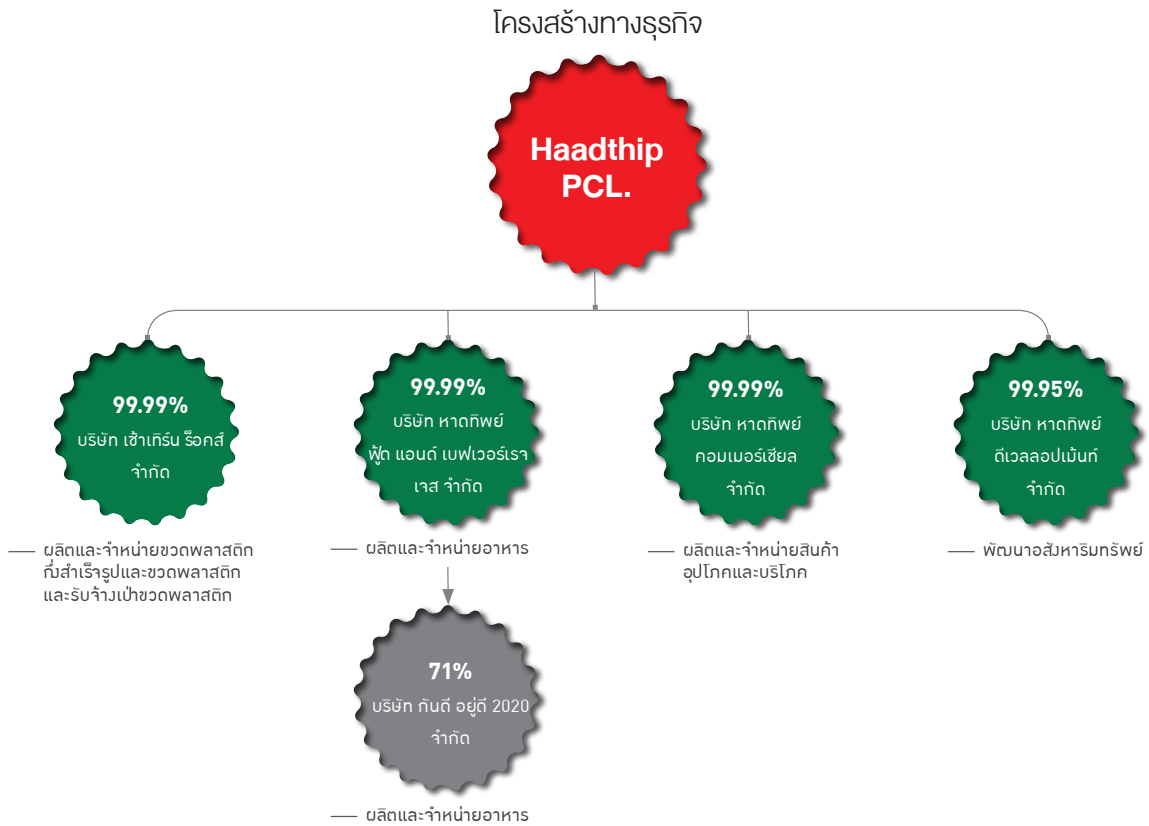 โครงสร้างทางธุรกิจ
Haadthip
PCL.
99.99%
บริษัท เซ้าเทิร์น ร็อคส์
จำกัด
ผลิตและจำหน่ายขวดพลาสติก
กึ่งสำเร็จรูปและขวดพลาสติก
และรับจ้างเป่าขวดพลาสติก
99.99%
บริษัท หาดทิพย์
ฟู้ด แอนด์ เบฟเวอร์เรจ
เจส จำกัด
ผลิตและจำหน่ายอาหาร
71%
บริษัท กันดี อยู่ดี 2020
จำกัด
ผลิตและจำหน่ายอาหาร
99.99%
บริษัท หาดทิพย์
คอมเมอร์เชียล
จำกัด
ผลิตและจำหน่ายสินค้า
อุปโภคและบริโภค
99.95%
บริษัท หาดทิพย์
ดีเวลลอปเม้นท์
จำกัด
พัฒนาอสังหาริมทรัพย์